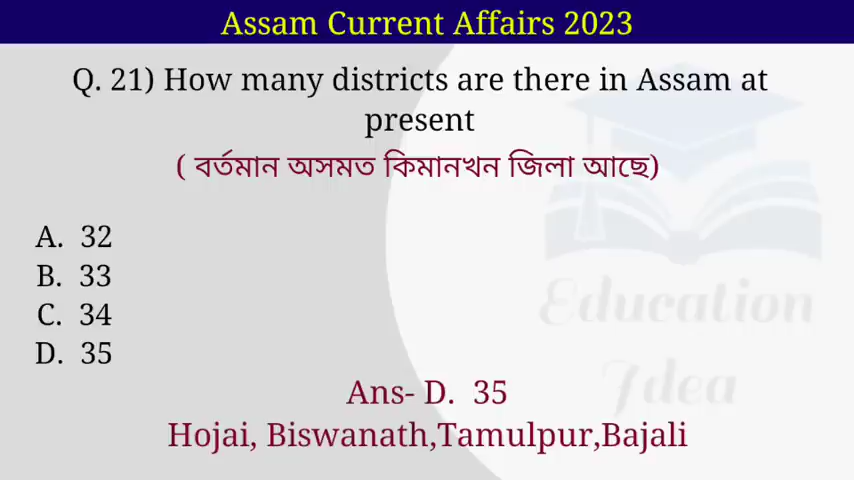 Assam Current Affairs 2023
Q. 21) How many districts are there in Assam at
present
( বৰ্তমান অসমত কিমানখন জিলা আছে)
A. 32
B. 33
C. 34
D. 35
Ans- D. 35
Hojai, Biswanath,Tamulpur,Bajali
Education
Idea